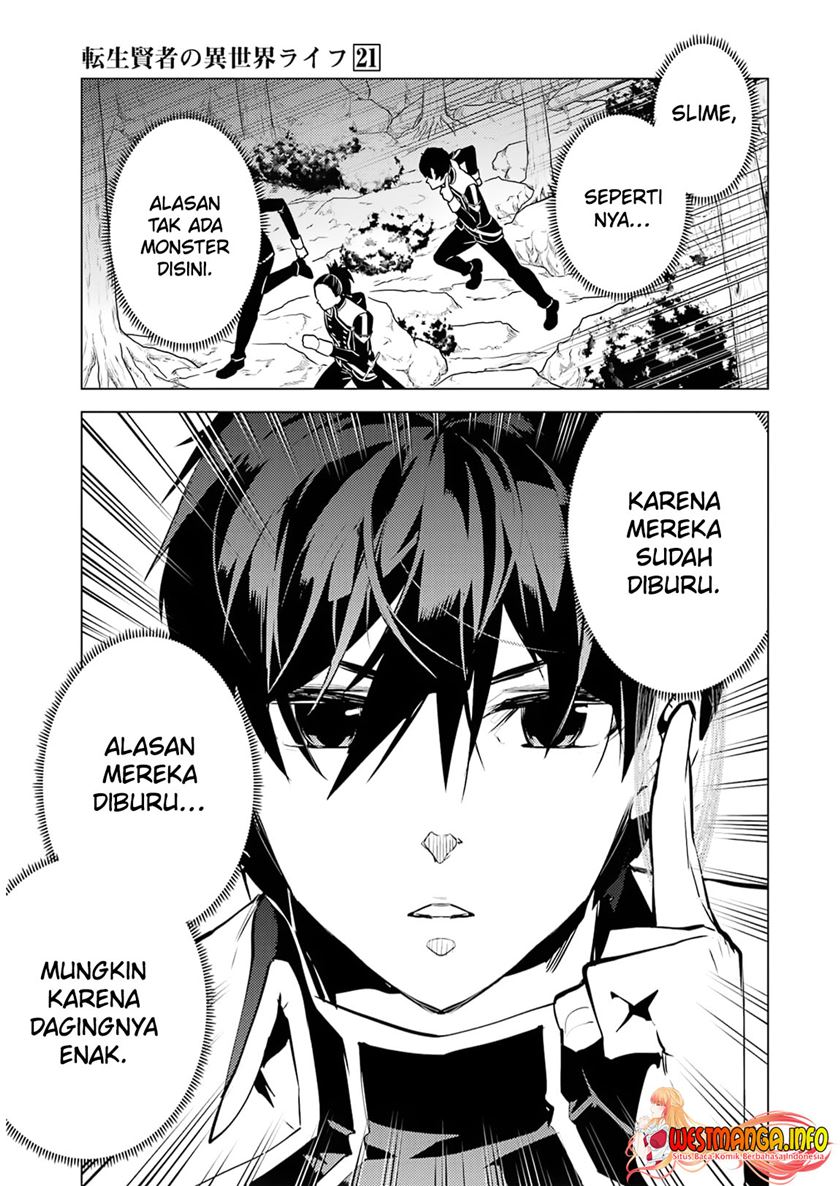 転生賢者の異世界ライフ 21
SLIME,
SEPERTI
NYA...
ALASAN
TAK ADA
MONSTER
DISINI.
KARENA
MEREKA
SUDAH
DIBURU.
ALASAN
MEREKA
DIBURU...
MUNGKIN
KARENA
DAGINGNYA
ENAK.
WESTMANGA.INFO
Situs Baca Komik Berbahasa Indonesia